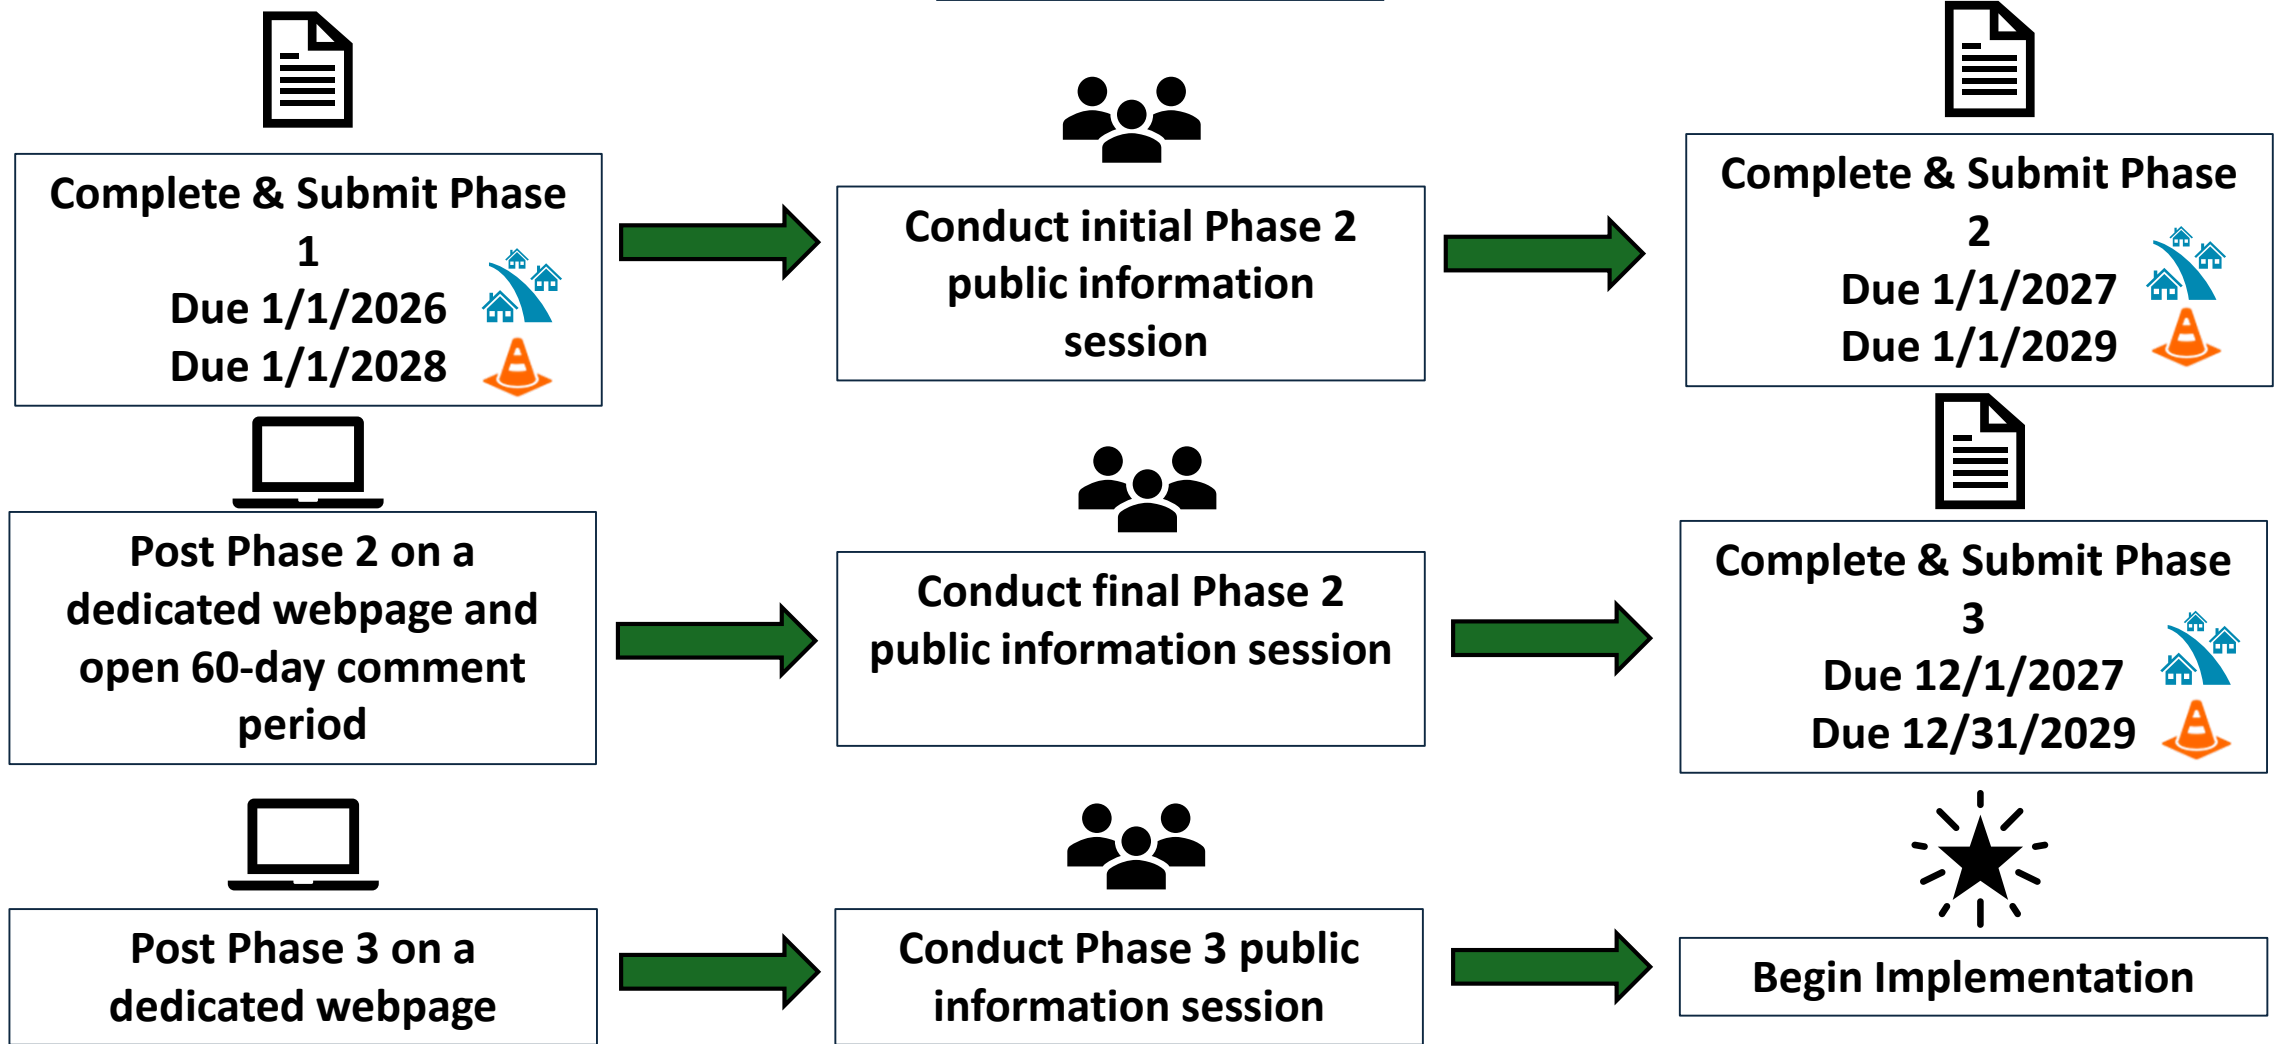 Complete & Submit Phase
1
Due 1/1/2026
Due 1/1/2028
Conduct initial Phase 2
public information
session
Complete & Submit Phase
2
Due 1/1/2027
Due 1/1/2029
Post Phase 2 on a
dedicated webpage and
open 60-day comment
period
Conduct final Phase 2
public information session
Complete & Submit Phase
3
Due 12/1/2027
Due 12/31/2029
Post Phase 3 on a
dedicated webpage
Conduct Phase 3 public
information session
Begin Implementation